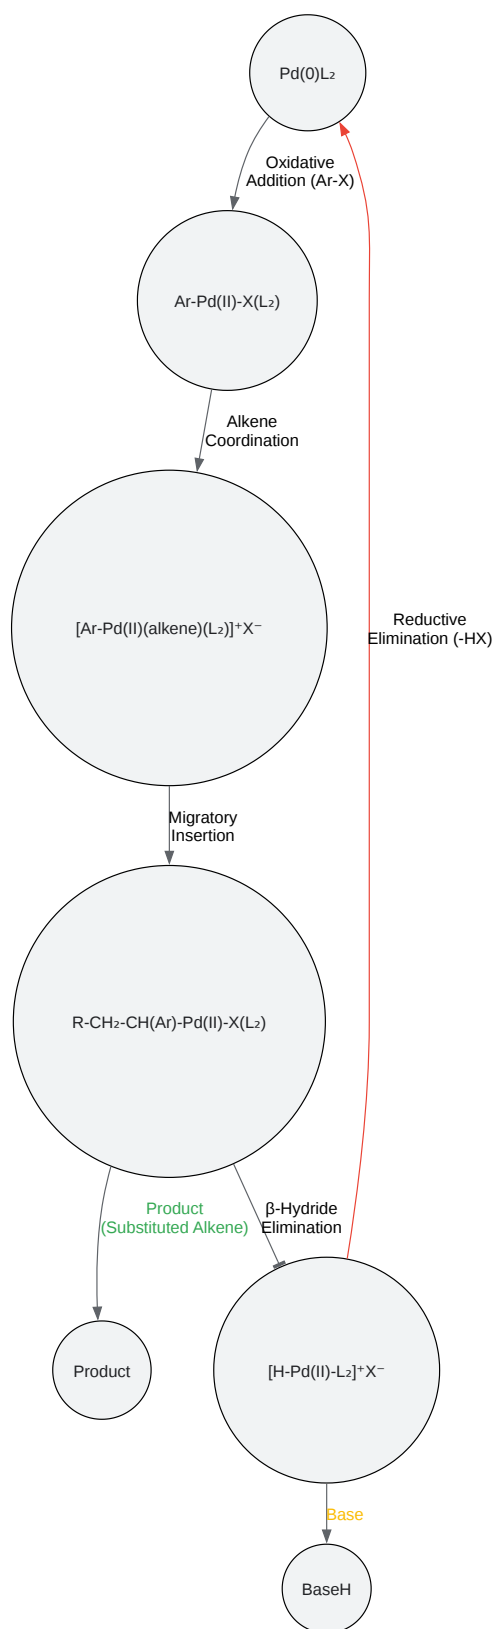 Pd(0)L₂
Oxidative
Addition (Ar-X)
Ar-Pd(II)-X(L₂)
Alkene
Coordination
[Ar-Pd(II)(alkene)(L₂)]⁺X⁻
Reductive
Elimination (-HX)
Migratory
Insertion
R-CH₂-CH(Ar)-Pd(II)-X(L₂)
Product
(Substituted Alkene)
β-Hydride
Elimination
Product
[H-Pd(II)-L₂]⁺X⁻
Base
BaseH